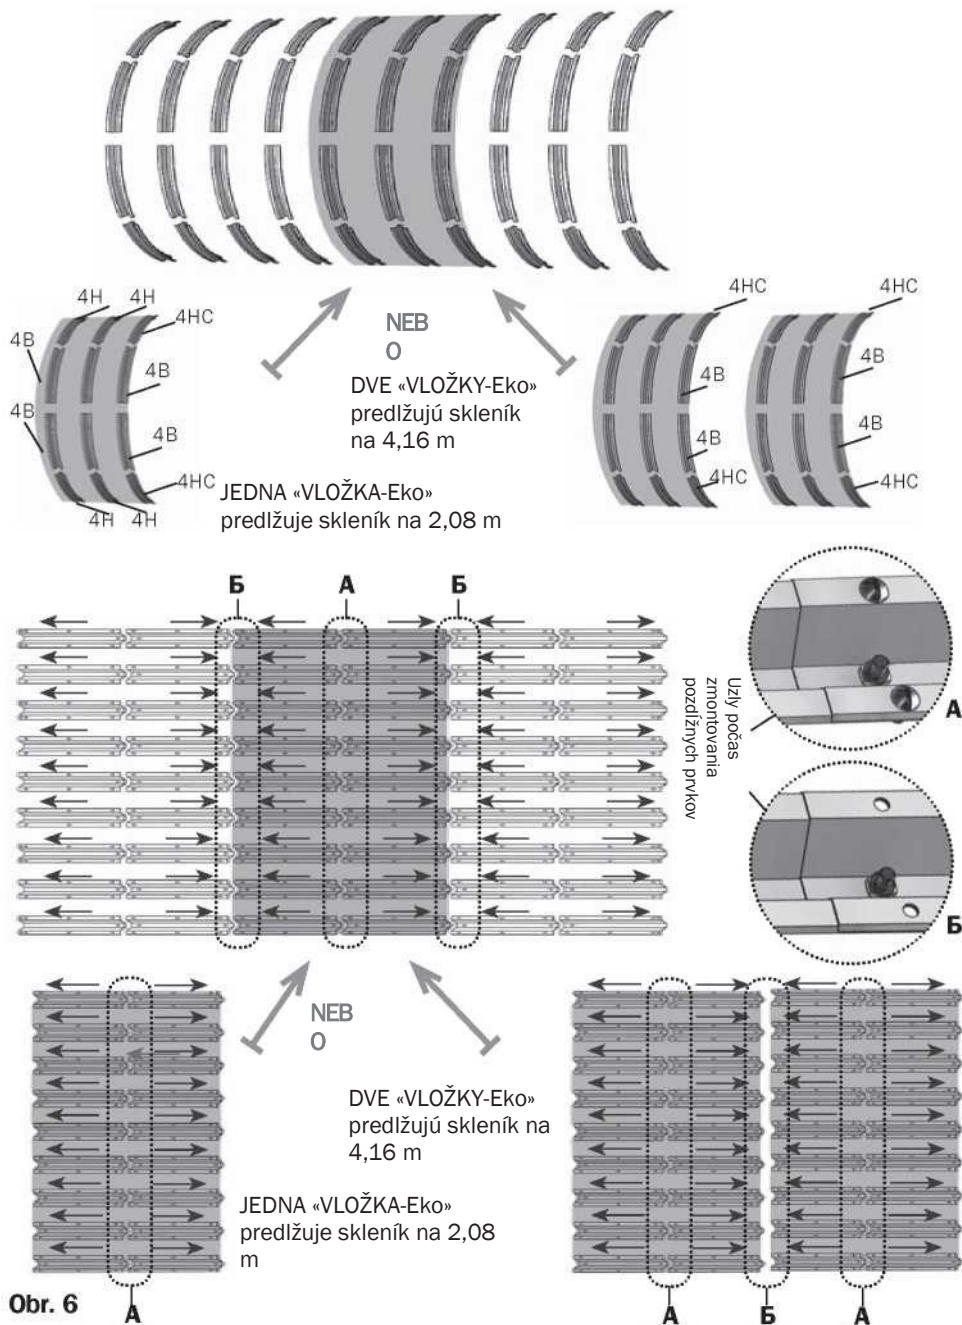 4H 4H
4HC
4B
4B
4B
4B
4HC
4H 4H
NEB
O
DVE «VLOŽKY-Eko»
predlžujú skleník
na 4,16 m
JEDNA «VLOŽKA-Eko»
predlžuje skleník na 2,08 m
4HC
4B
4B
4HC
4HC
4B
4B
4HC
Б А Б
Uzly počas
zmontovania
pozdĺžnych prvkov
А
Б
NEB
O
DVE «VLOŽKY-Eko»
predlžujú skleník na
4,16 m
JEDNA «VLOŽKA-Eko»
predlžuje skleník na 2,08
m
Obr. 6
А
А Б А